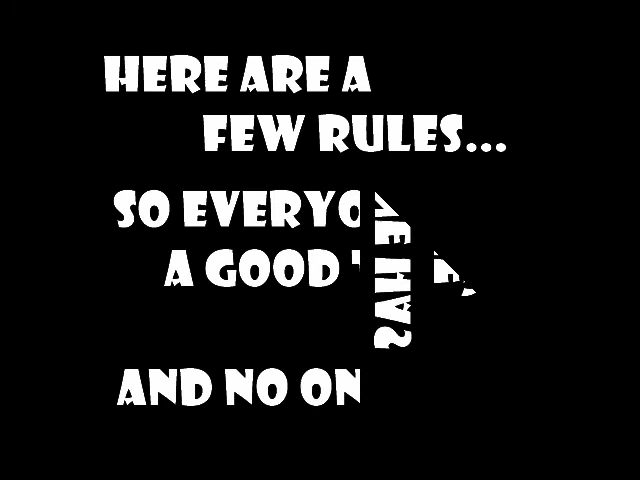 HERE ARE A
FEW RULES...
SO EVERYO
A GOOD
AND NO ON